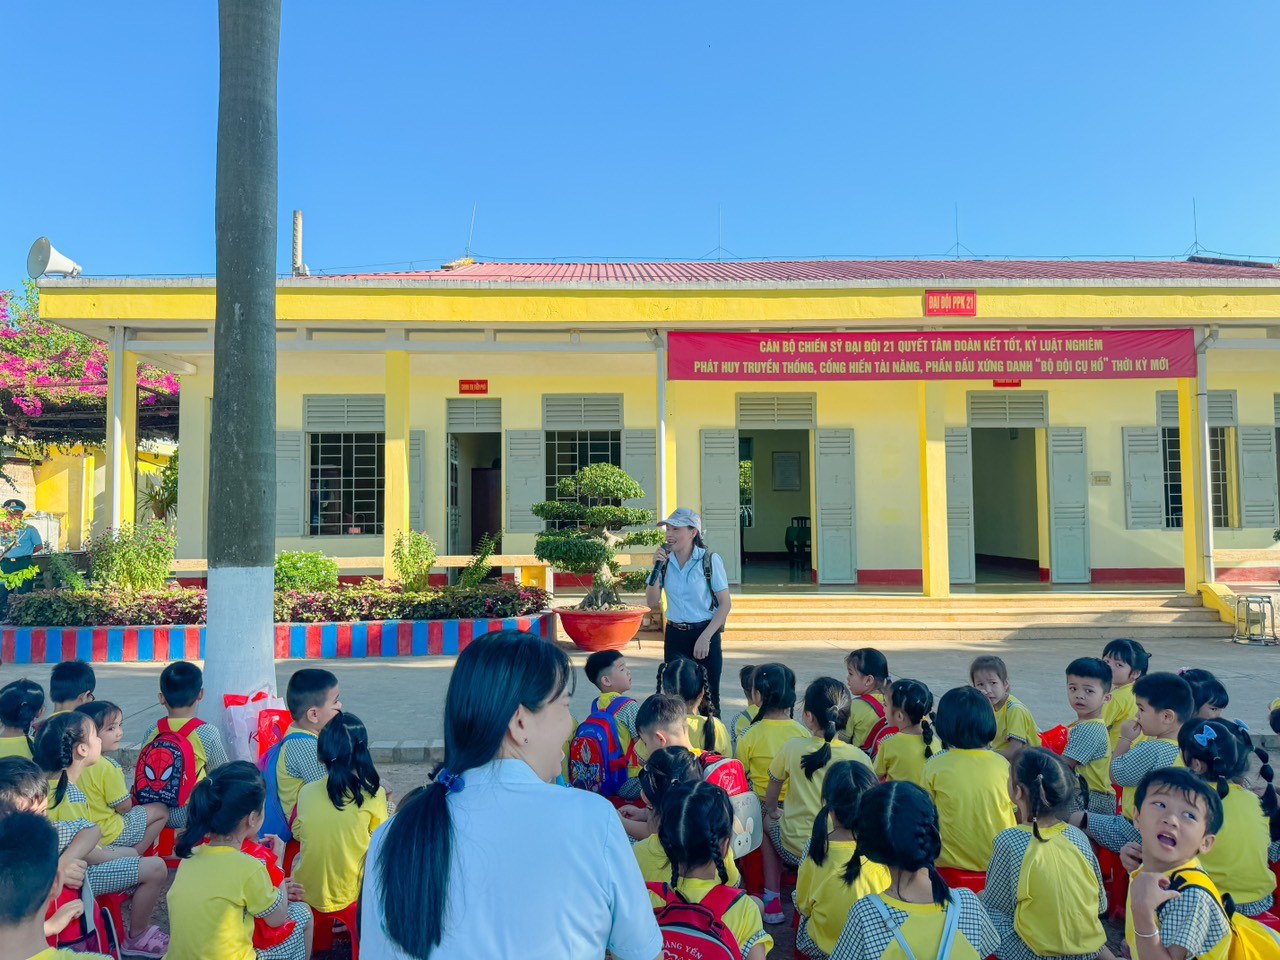 ĐẠI ĐỘI PPK 21
CÁN BỘ CHIẾN SỸ ĐẠI ĐỘI 21 QUYẾT TÂM ĐOÀN KẾT TỐT, KỶ LUẬT NGHIÊM
PHÁT HUY TRUYỀN THỐNG, CỐNG HIẾN TÀI NĂNG, PHẤN ĐẤU XỨNG DANH "BỘ ĐỘI CỤ HỒ" THỜI KỲ MỚI